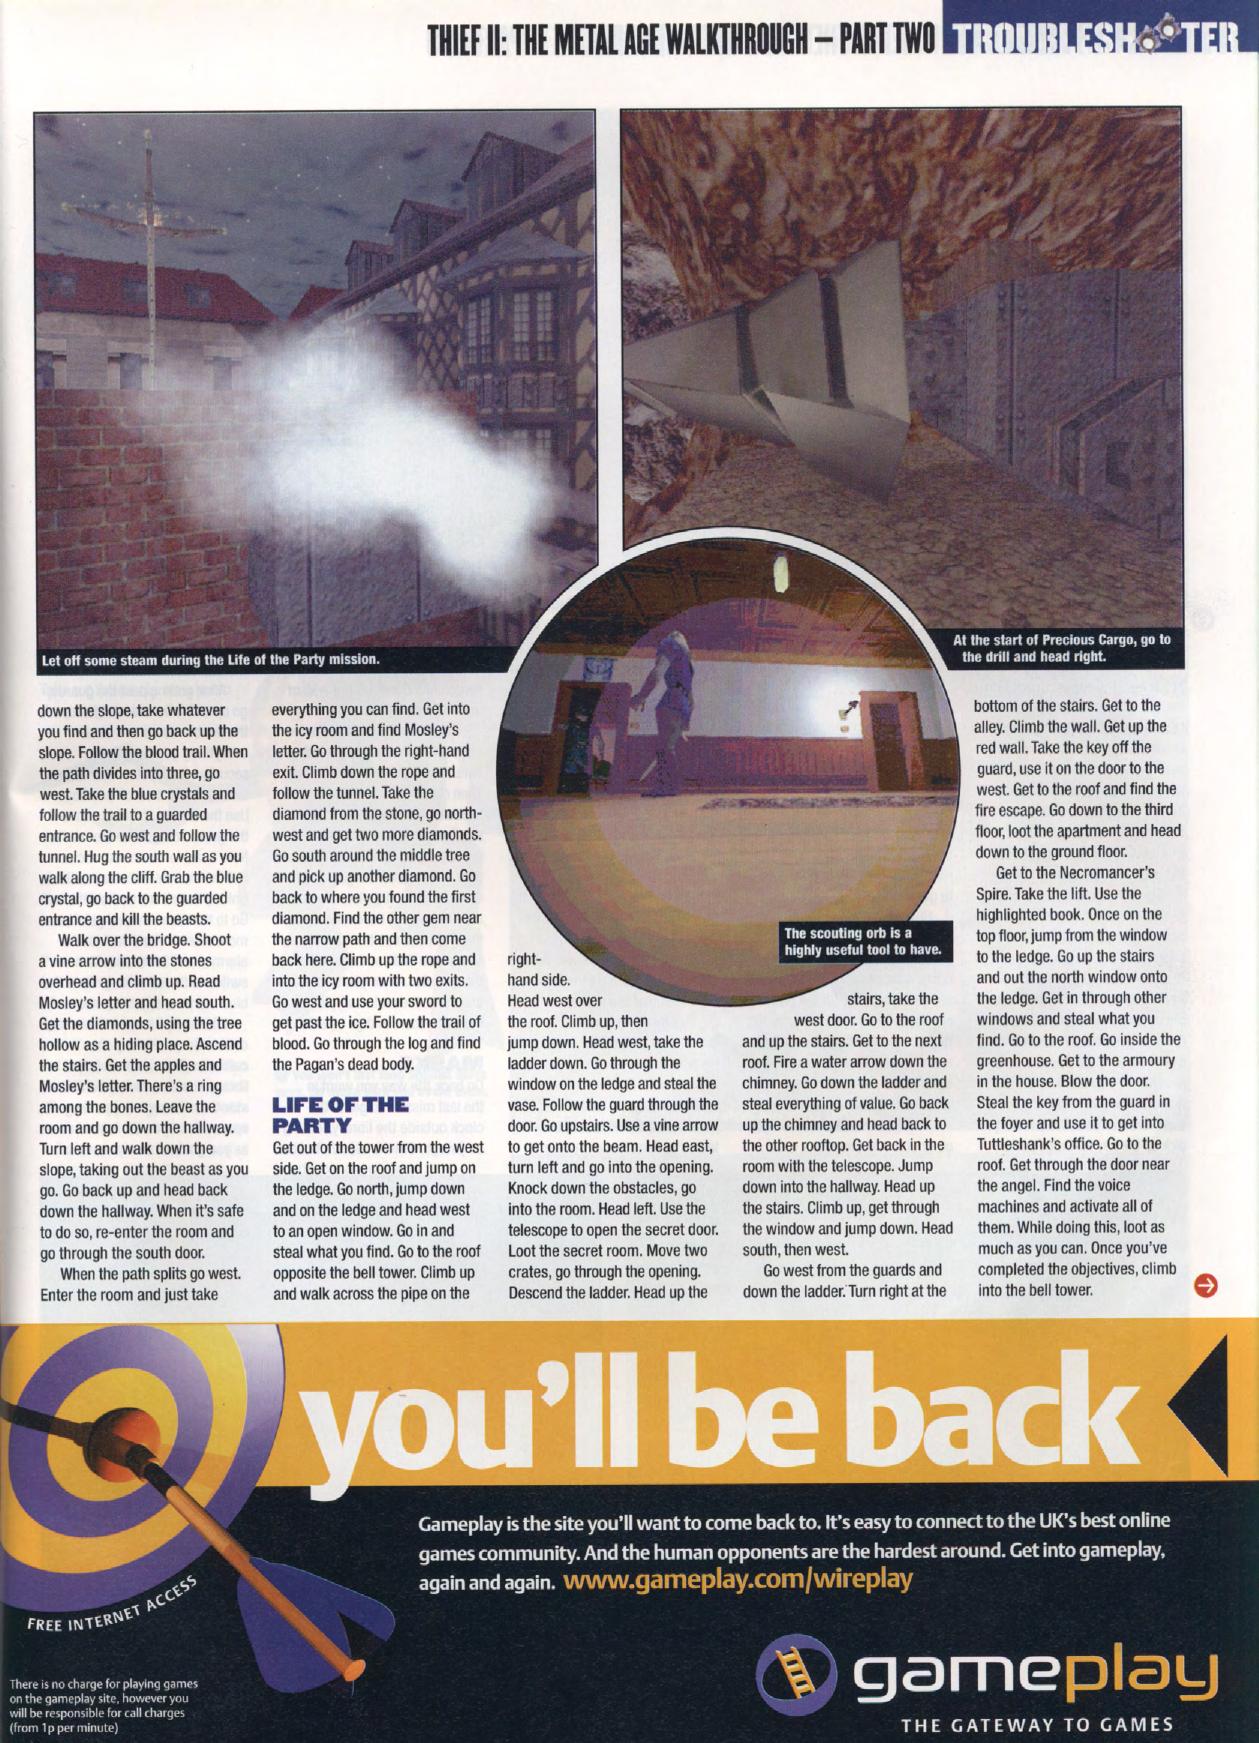 THIEF II: THE METAL AGE WALKTHROUGH – PART TWO TROUBLESHOOTER
Let off some steam during the Life of the Party mission.
At the start of Precious Cargo, go to
the drill and head right.
The scouting orb is a
highly useful tool to have.
down the slope, take whatever
you find and then go back up the
slope. Follow the blood trail. When
the path divides into three, go
west. Take the blue crystals and
follow the trail to a guarded
entrance. Go west and follow the
tunnel. Hug the south wall as you
walk along the cliff. Grab the blue
crystal, go back to the guarded
entrance and kill the beasts.
Walk over the bridge. Shoot
a vine arrow into the stones
overhead and climb up. Read
Mosley's letter and head south.
Get the diamonds, using the tree
hollow as a hiding place. Ascend
the stairs. Get the apples and
Mosley's letter. There's a ring
among the bones. Leave the
room and go down the hallway.
Turn left and walk down the
slope, taking out the beast as you
go. Go back up and head back
down the hallway. When it's safe
to do so, re-enter the room and
go through the south door.
When the path splits go west.
Enter the room and just take
everything you can find. Get into
the icy room and find Mosley's
letter. Go through the right-hand
exit. Climb down the rope and
follow the tunnel. Take the
diamond from the stone, go north-
west and get two more diamonds.
Go south around the middle tree
and pick up another diamond. Go
back to where you found the first
diamond. Find the other gem near
the narrow path and then come
back here. Climb up the rope and
into the icy room with two exits.
Go west and use your sword to
get past the ice. Follow the trail of
blood. Go through the log and find
the Pagan's dead body.
LIFE OF THE
PARTY
Get out of the tower from the west
side. Get on the roof and jump on
the ledge. Go north, jump down
and on the ledge and head west
to an open window. Go in and
steal what you find. Go to the roof
opposite the bell tower. Climb up
and walk across the pipe on the
right-
hand side.
Head west over
the roof. Climb up, then
jump down. Head west, take the
ladder down. Go through the
window on the ledge and steal the
vase. Follow the guard through the
door. Go upstairs. Use a vine arrow
to get onto the beam. Head east,
turn left and go into the opening.
Knock down the obstacles, go
into the room. Head left. Use the
telescope to open the secret door.
Loot the secret room. Move two
crates, go through the opening.
Descend the ladder. Head up the
stairs, take the
west door. Go to the roof
and up the stairs. Get to the next
roof. Fire a water arrow down the
chimney. Go down the ladder and
steal everything of value. Go back
up the chimney and head back to
the other rooftop. Get back in the
room with the telescope. Jump
down into the hallway. Head up
the stairs. Climb up, get through
the window and jump down. Head
south, then west.
Go west from the guards and
down the ladder. Turn right at the
bottom of the stairs. Get to the
alley. Climb the wall. Get up the
red wall. Take the key off the
guard, use it on the door to the
west. Get to the roof and find the
fire escape. Go down to the third
floor, loot the apartment and head
down to the ground floor.
Get to the Necromancer's
Spire. Take the lift. Use the
highlighted book. Once on the
top floor, jump from the window
to the ledge. Go up the stairs
and out the north window onto
the ledge. Get in through other
windows and steal what you
find. Go to the roof. Go inside the
greenhouse. Get to the armoury
in the house. Blow the door.
Steal the key from the guard in
the foyer and use it to get into
Tuttleshank's office. Go to the
roof. Get through the door near
the angel. Find the voice
machines and activate all of
them. While doing this, loot as
much as you can. Once you've
completed the objectives, climb
into the bell tower.
you'll be back
Gameplay is the site you'll want to come back to. It's easy to connect to the UK's best online
games community. And the human opponents are the hardest around. Get into gameplay,
again and again. www.gameplay.com/wireplay
FREE INTERNET ACCESS
There is no charge for playing games
on the gameplay site, however you
will be responsible for call charges
(from 1p per minute)
gameplay
THE GATEWAY TO GAMES